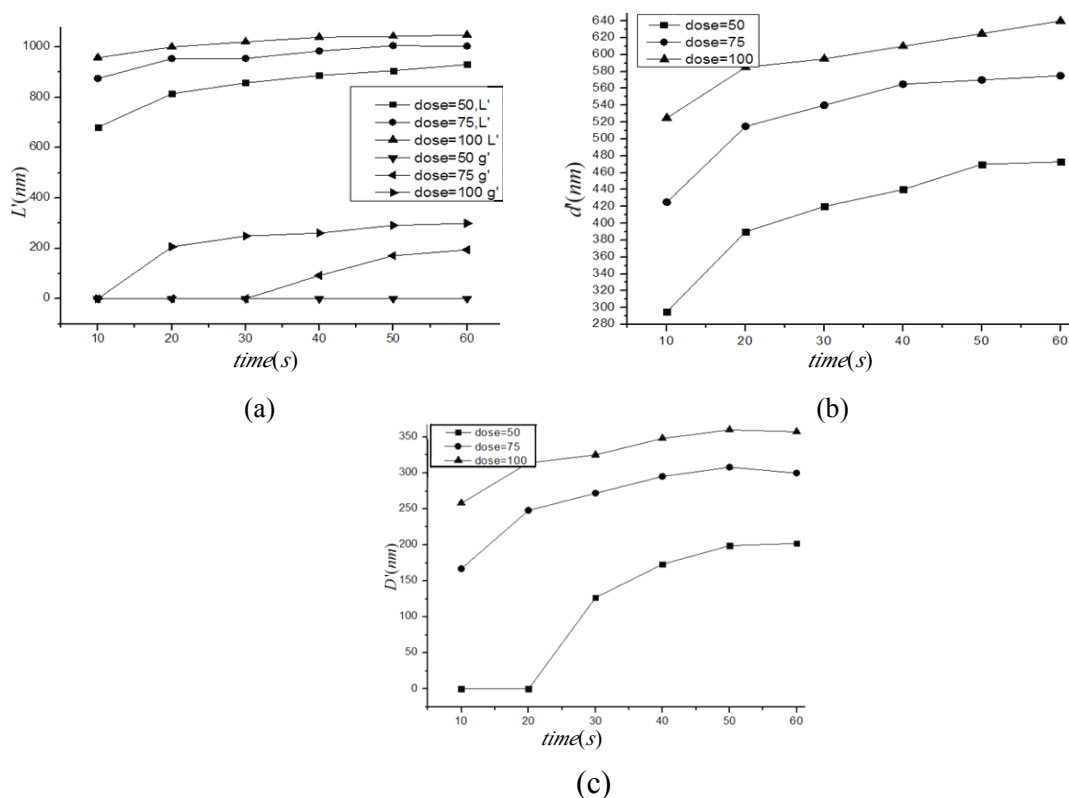 L'(nm)
1000
800
600
400
200
0
dose=50,L'
dose=75,L'
dose=100 L'
dose=50 g'
dose=75 g'
dose=100 g'
10 20 30 40 50 60
time(s)
(a)
d'(nm)
640
620
600
580
560
540
520
500
480
460
440
420
400
380
360
340
320
300
280
dose=50
dose=75
dose=100
10 20 30 40 50 60
time(s)
(b)
D'(nm)
350
300
250
200
150
100
50
0
dose=50
dose=75
dose=100
10 20 30 40 50 60
time(s)
(c)